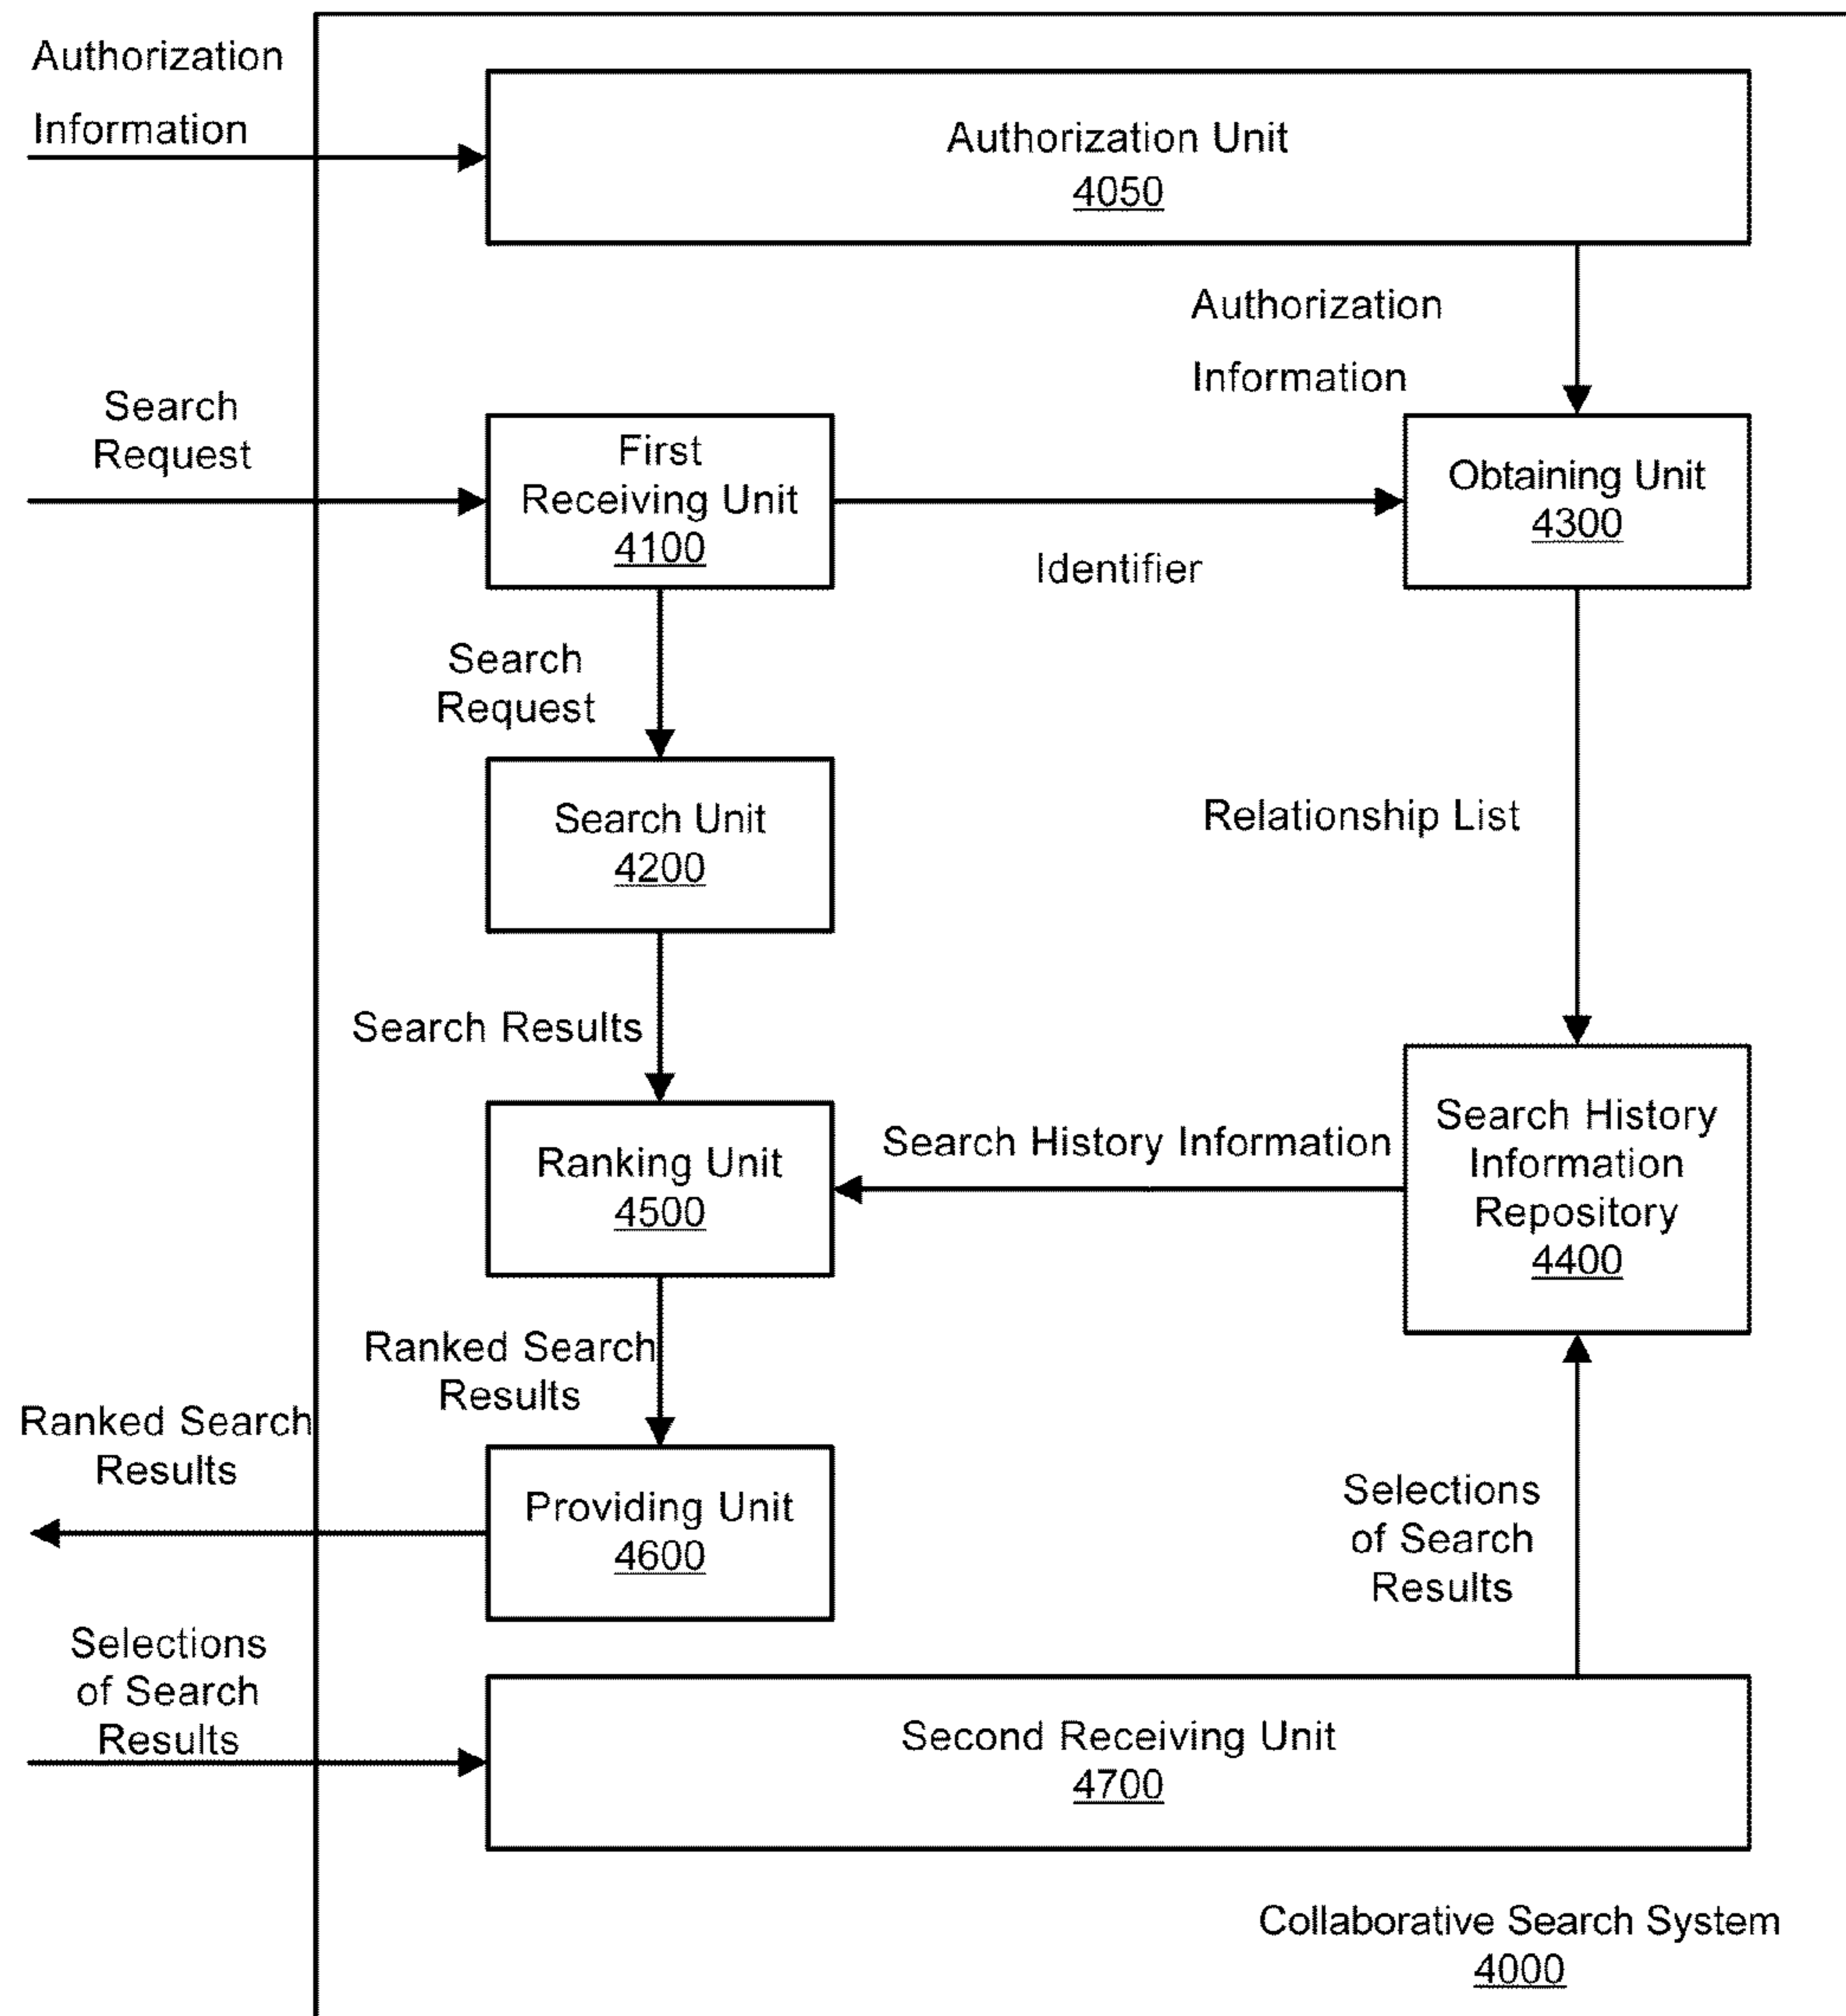 Authorization
Information
Authorization Unit
4050
Authorization
Information
Search
Request
First
Receiving Unit
4100
Identifier
Obtaining Unit
4300
Search
Request
Search Unit
4200
Relationship List
Search Results
Ranking Unit
4500
Search History Information
Search History
Information
Repository
4400
Ranked Search
Results
Ranked Search
Results
Providing Unit
4600
Selections
of Search
Results
Selections
of Search
Results
Second Receiving Unit
4700
Collaborative Search System
4000